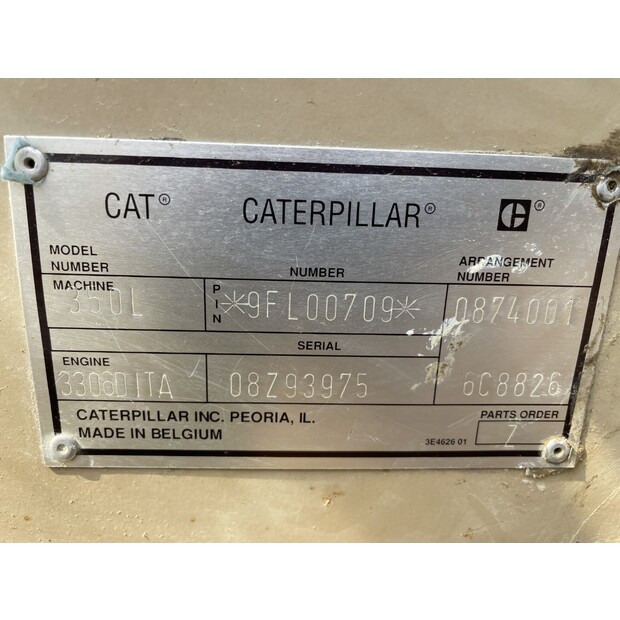 CAT® CATERPILLAR® C®
MODEL NUMBER NUMBER ARRANGEMENT NUMBER
MACHINE 350L PIN *9FL00709* 0874001
SERIAL
ENGINE 3306DITA 08Z93975 6C8826
CATERPILLAR INC. PEORIA, IL. PARTS ORDER
MADE IN BELGIUM 3E4626 01 Z